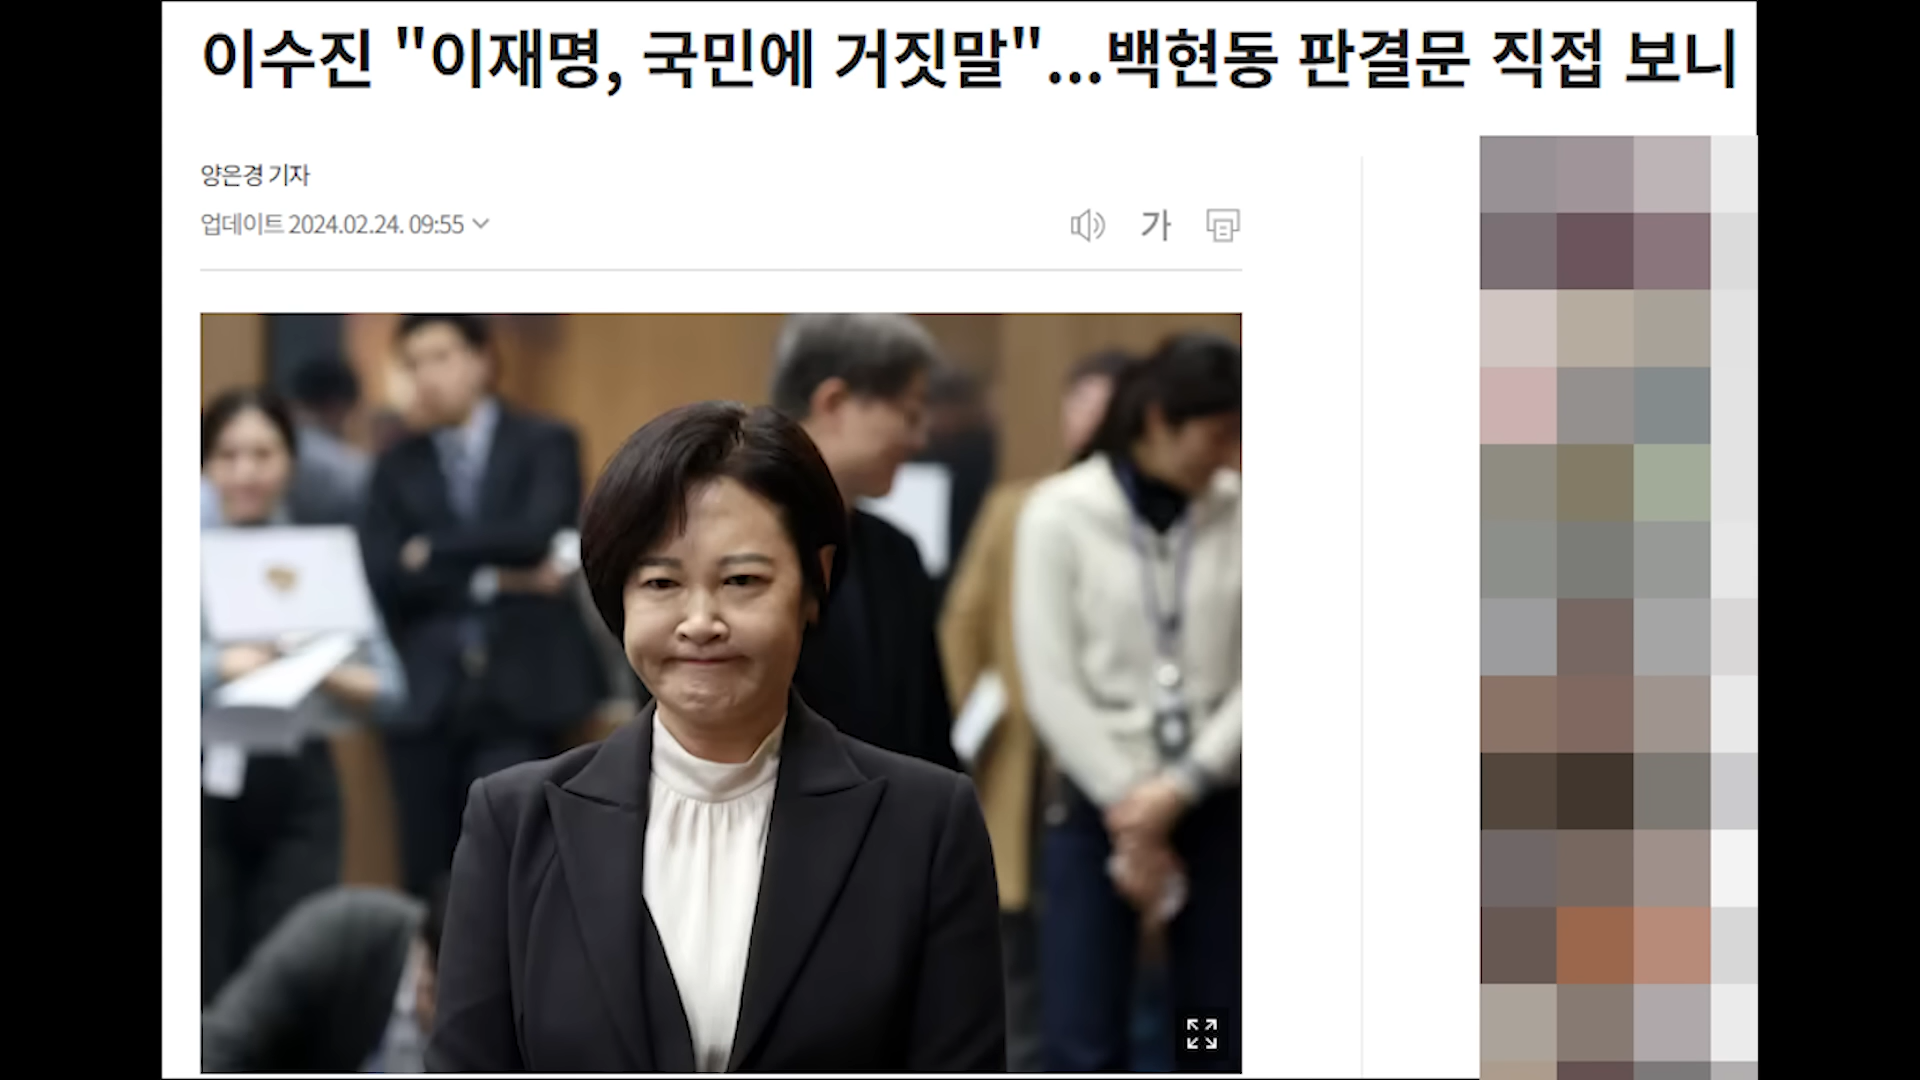 이수진 "이재명, 국민에 거짓말"...백현동 판결문 직접 보니
양은경 기자
업데이트 2024.02.24. 09:55
가